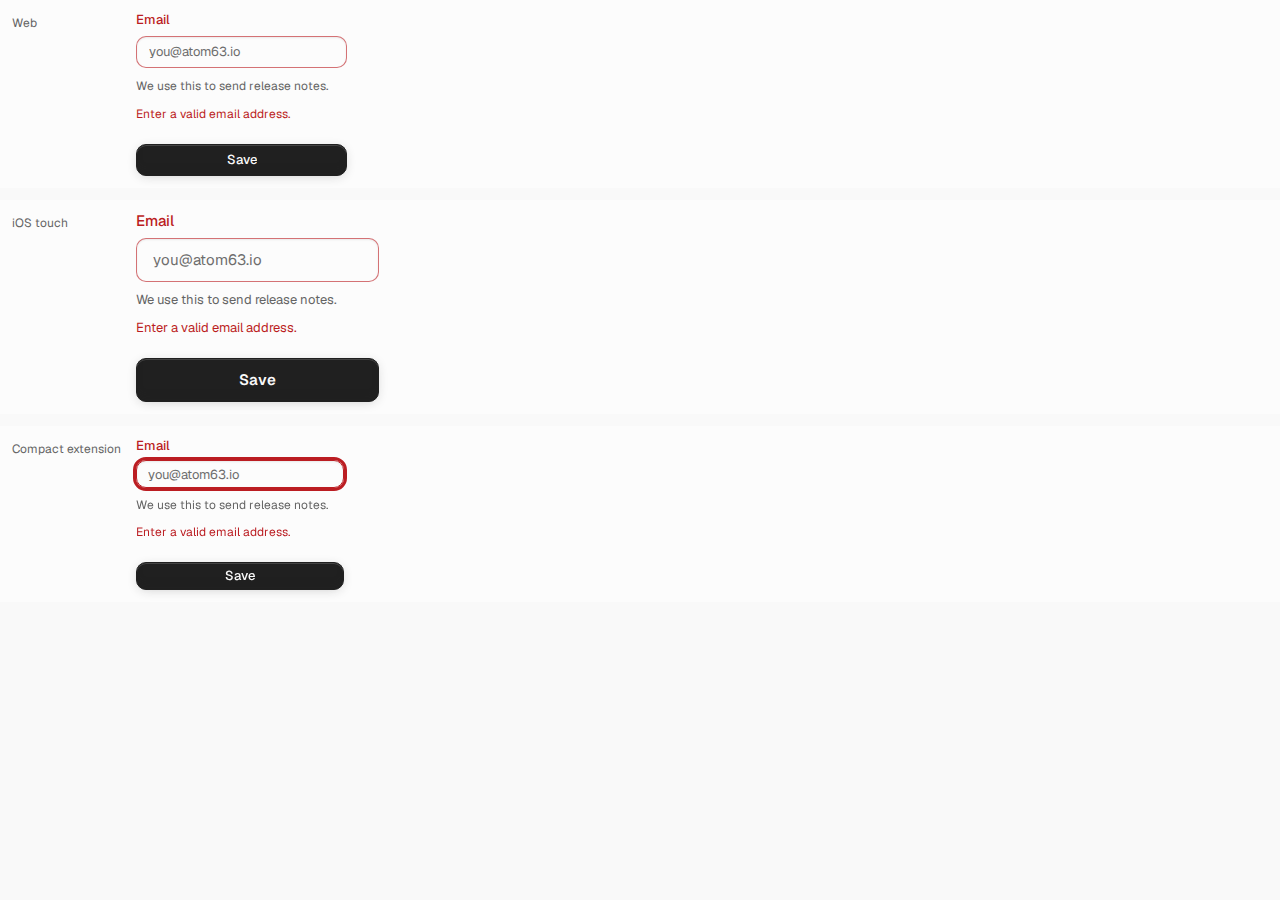 Web
Email
you@atom63.io
We use this to send release notes.
Enter a valid email address.
Save
iOS touch
Email
you@atom63.io
We use this to send release notes.
Enter a valid email address.
Save
Compact extension
Email
you@atom63.io
We use this to send release notes.
Enter a valid email address.
Save